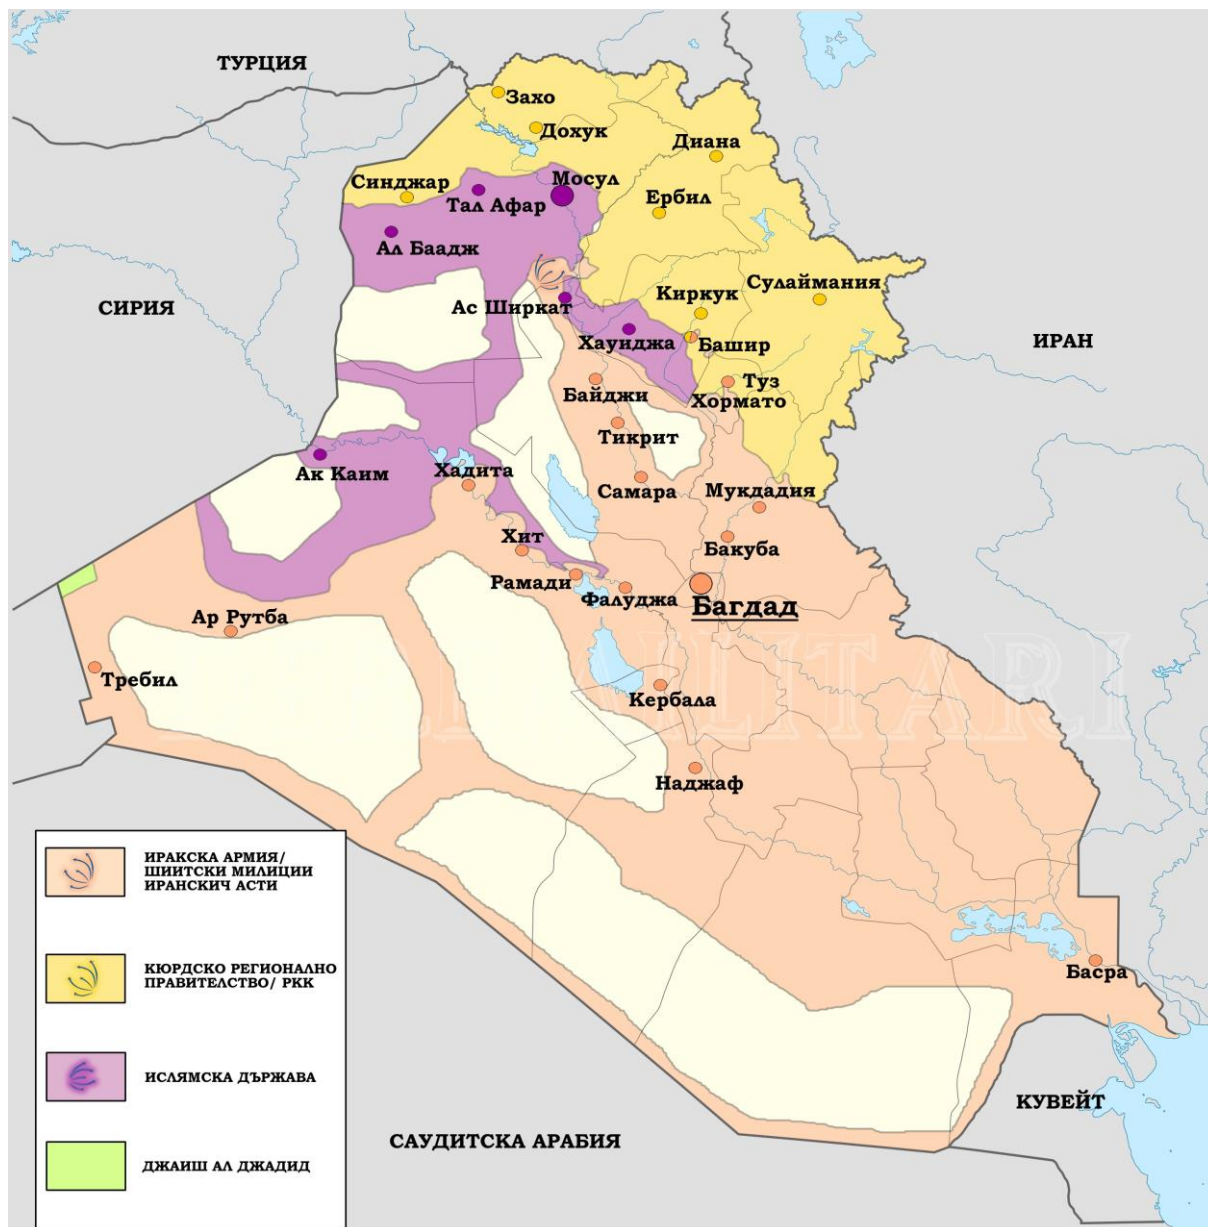 ТУРЦИЯ
Захо
Дохук
Диана
Синджар
Мосул
Тал Афар
Ербил
Ал Баадж
СИРИЯ
Ас Ширкат
Киркук
Сулаймания
ИРАН
Хауиджа
Башир
Байджи
Туз
Хормато
Тикрит
Ак Каим
Хадита
Самара
Мукдадия
Хит
Бакуба
Рамади
Фалуджа
Багдад
Ар Рутба
Требил
Кербала
Наджаф
Басра
КУВЕЙТ
САУДИТСКА АРАБИЯ
ИРАКСКА АРМИЯ/
ШИИТСКИ МИЛИЦИИ
ИРАНСКИЧ АСТИ
КЮРДСКО РЕГИОНАЛНО
ПРАВИТЕЛСТВО/ РКК
ИСЛЯМСКА ДЪРЖАВА
ДЖАИШ АЛ ДЖАДИД